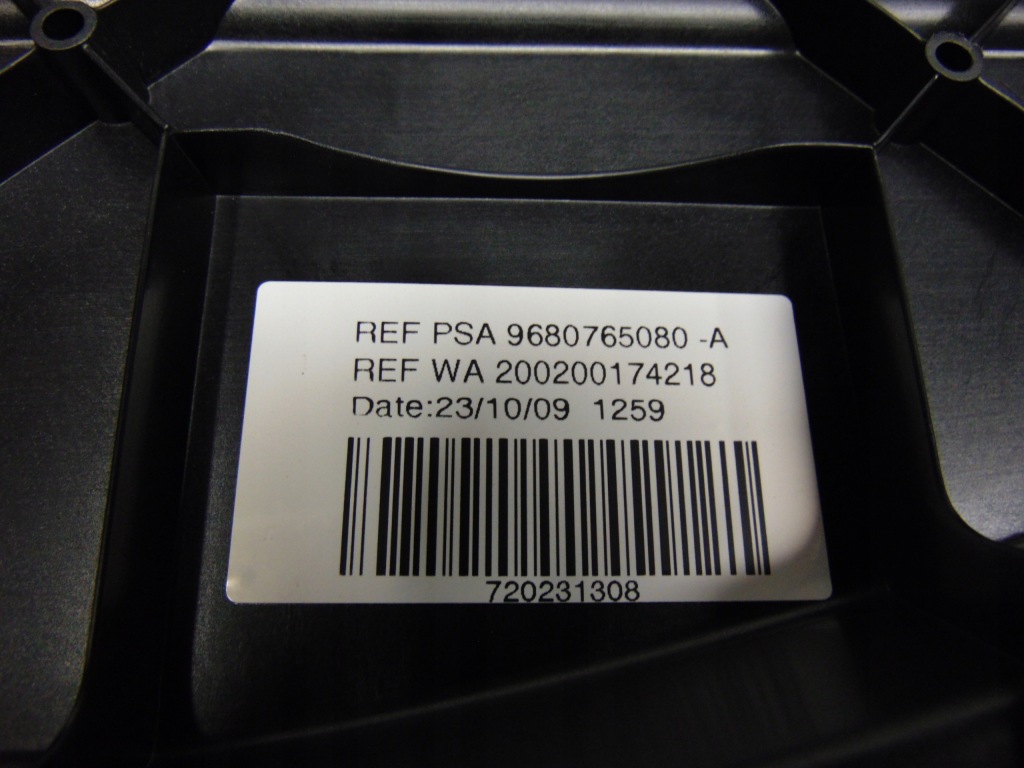 REF PSA 9680765080 -A
REF WA 200200174218
Date:23/10/09 1259
720231308